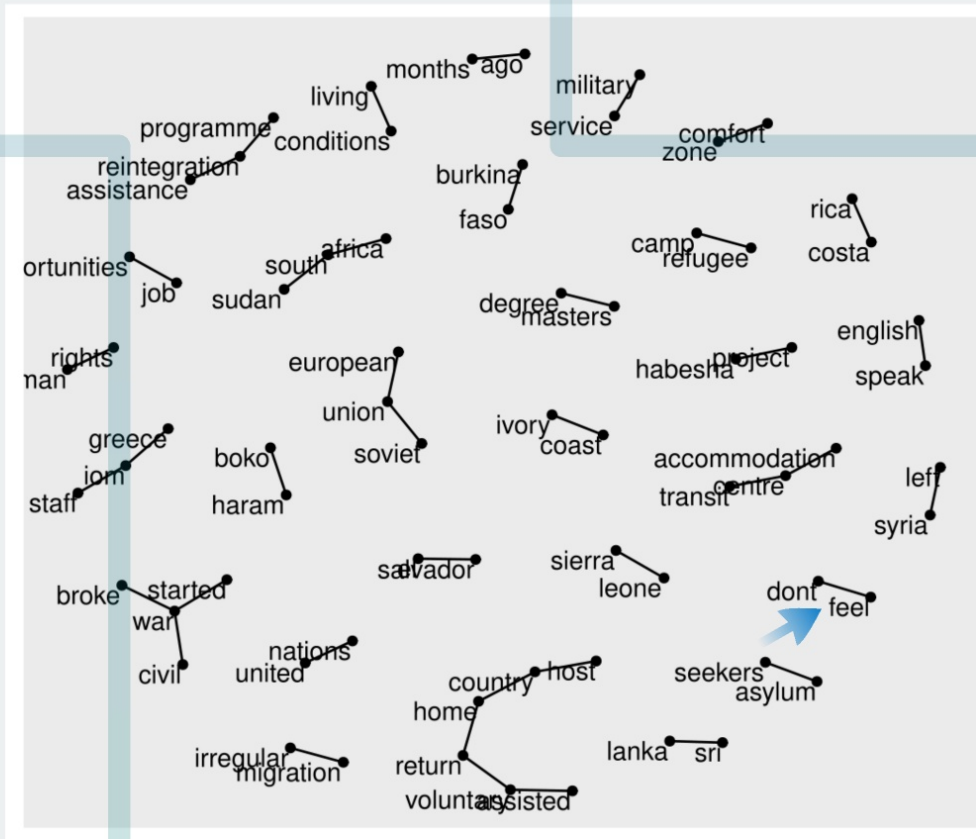 months ago
living
conditions
military
service
programme
reintegration
assistance
comfort
zone
burkina
faso
rica
costa
ortunities
job
africa
south
sudan
camp
refugee
degree
masters
english
speak
rights
man
european
union
soviet
project
habesha
greece
iom
staff
boko
haram
ivory
coast
accommodation
centre
transit
left
syria
salvador
sierra
leone
broke
started
war
civil
dont
feel
nations
united
country
host
home
return
voluntary
assisted
seekers
asylum
irregular
migration
lanka
sri